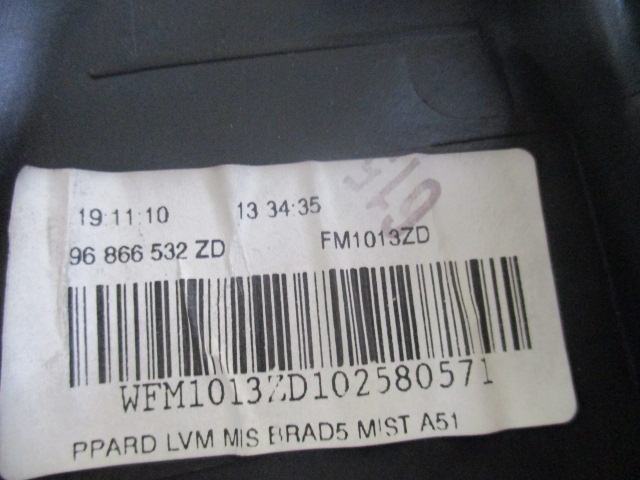 19:11:10 13 34:35
96 866 532 ZD FM1013ZD
WFM1013ZD102580571
PPARD LVM MIS BRAD5 MIST A51